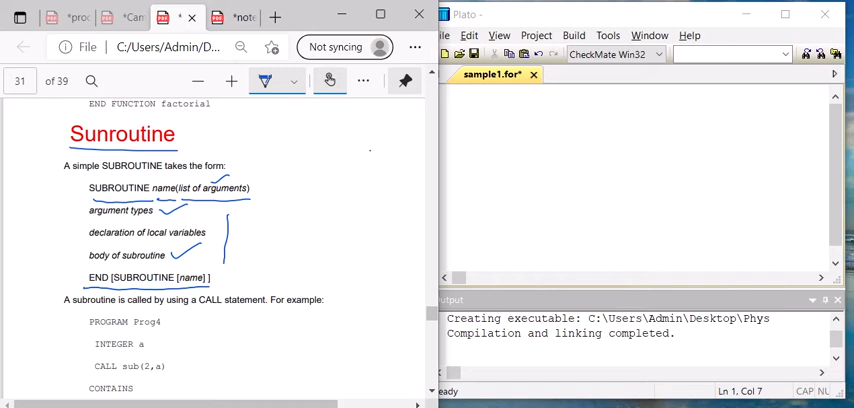 *proc
*Can
*
*note
Plato -
File
C:/Users/Admin/D...
Not syncing
Edit View Project Build Tools Window Help
CheckMate Win32
31 of 39
sample1.for*
END FUNCTION factorial
Sunroutine
A simple SUBROUTINE takes the form:
SUBROUTINE name(list of arguments)
argument types
declaration of local variables
body of subroutine
END [SUBROUTINE [name] ]
A subroutine is called by using a CALL statement. For example:
PROGRAM Prog4
INTEGER a
CALL sub(2,a)
CONTAINS
Output
Creating executable: C:\Users\Admin\Desktop\Phys
Compilation and linking completed.
eady
Ln 1, Col 7
CAP
NU